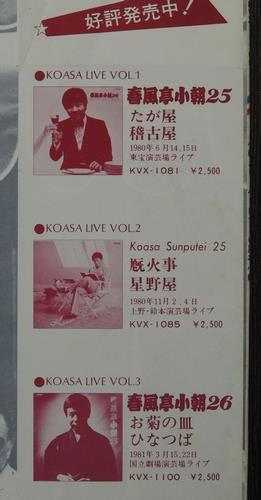 好評発売中！
●KOASA LIVE VOL.1
春風亭小朝25
たが屋
稽古屋
1980年6月14,15日
東宝演芸場ライブ
KVX-1081 ¥2,500
●KOASA LIVE VOL.2
Koasa Sunputei 25
厩火事
星野屋
1980年11月2,4日
上野・鈴本演芸場ライブ
KVX-1085 ¥2,500
●KOASA LIVE VOL.3
春風亭小朝26
お菊の皿
ひなつば
1981年3月15,22日
国立劇場演芸場ライブ
KVX-1100 ¥2,500